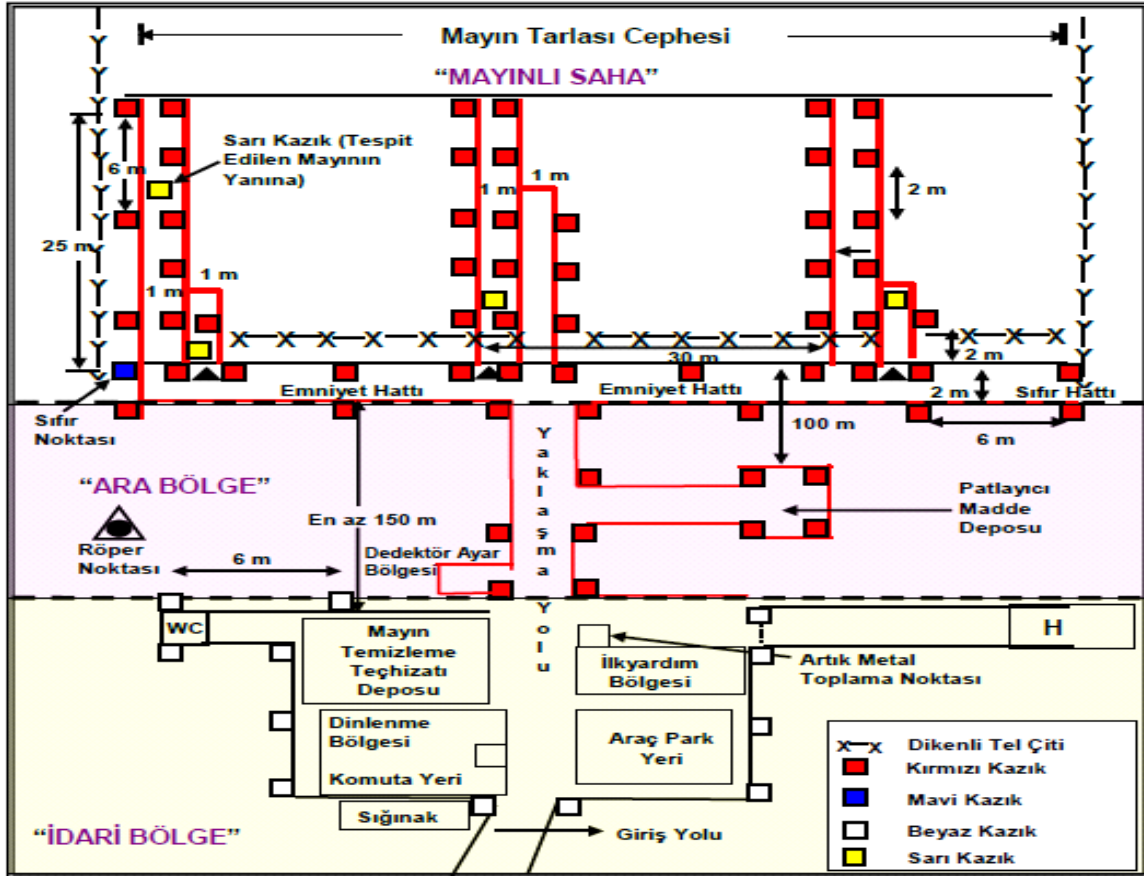 Mayın Tarlası Cephesi
“MAYINLI SAHA”
Sarı Kazık (Tespit
Edilen Mayının
Yanına)
6 m
1 m
1 m
2 m
25 m
1 m
1 m
30 m
2 m
Emniyet Hattı
Emniyet Hattı
2 m
Sıfır Hattı
Sıfır
Noktası
100 m
6 m
“ARA BÖLGE”
Yaklaşma
Yolu
Patlayıcı
Madde
Deposu
En az 150 m
Röper
Noktası
6 m
Dedektör Ayar
Bölgesi
WC
Mayın
Temizleme
Teçhizatı
Deposu
İlkyardım
Bölgesi
H
Artık Metal
Toplama Noktası
Dinlenme
Bölgesi
Komuta Yeri
Araç Park
Yeri
Sığınak
Giriş Yolu
“İDARİ BÖLGE”
X X Dikenli Tel Çiti
Kırmızı Kazık
Mavi Kazık
Beyaz Kazık
Sarı Kazık